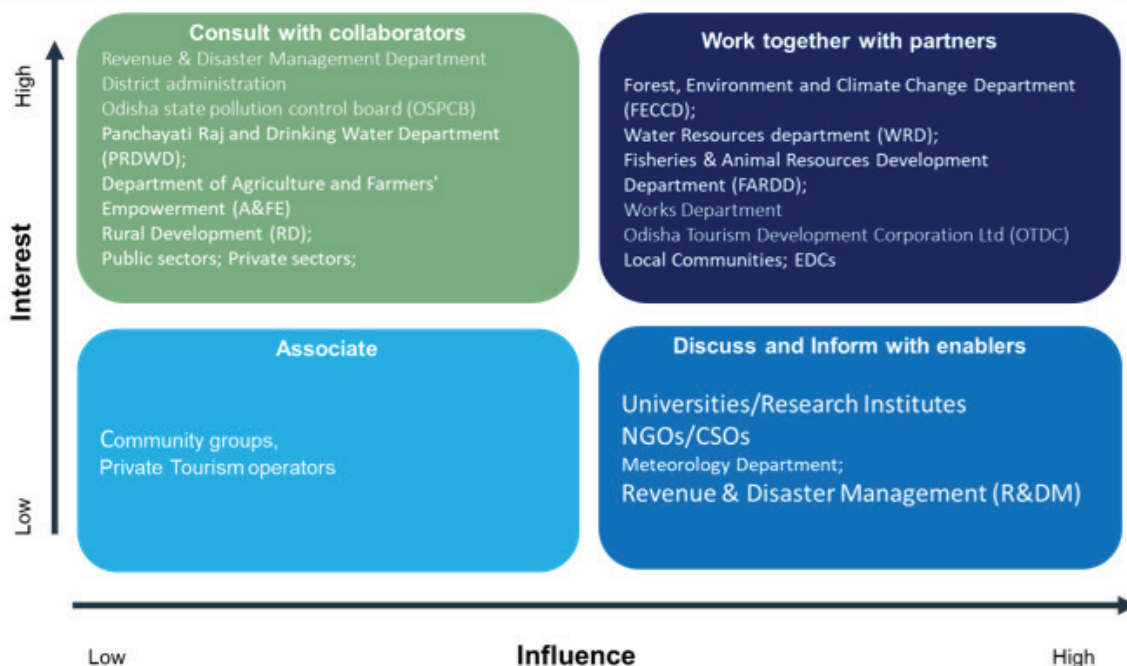 High
Interest
Low
Consult with collaborators
Revenue & Disaster Management Department
District administration
Odisha state pollution control board (OSPCB)
Panchayati Raj and Drinking Water Department
(PRDWD);
Department of Agriculture and Farmers'
Empowerment (A&FE)
Rural Development (RD);
Public sectors; Private sectors;
Work together with partners
Forest, Environment and Climate Change Department
(FECCD);
Water Resources department (WRD);
Fisheries & Animal Resources Development
Department (FARDD);
Works Department
Odisha Tourism Development Corporation Ltd (OTDC)
Local Communities; EDCs
Associate
Community groups,
Private Tourism operators
Discuss and Inform with enablers
Universities/Research Institutes
NGOs/CSOs
Meteorology Department;
Revenue & Disaster Management (R&DM)
Low
Influence
High